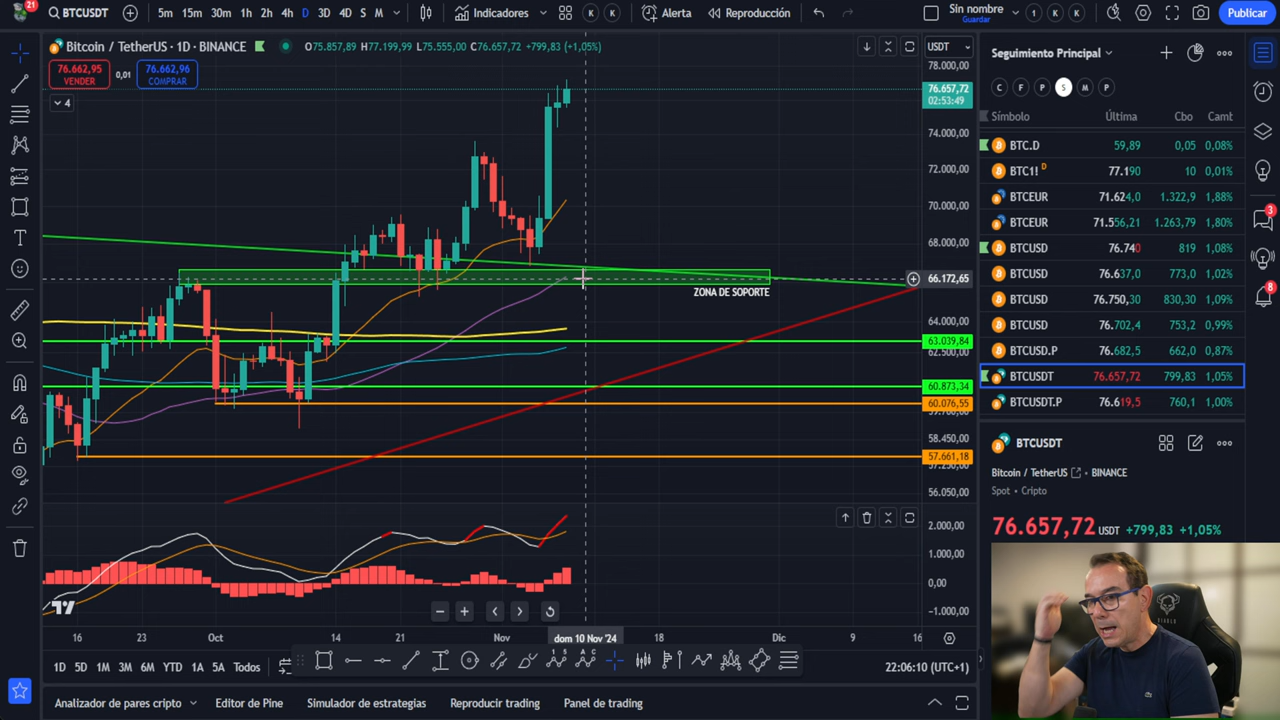 21
BTCUSDT
5m 15m 30m 1h 2h 4h D 3D 4D S M
Indicadores
K K
Alerta
Reproducción
Sin nombre
Guardar
1 K K
Publicar
Bitcoin / TetherUS · 1D · BINANCE
O75.857,89 H77.199,99 L75.555,00 C76.657,72 +799,83 (+1,05%)
USDT
76.662,95
VENDER
0,01
76.662,96
COMPRAR
4
ZONA DE SOPORTE
78.000,00
76.657,72
02:53:49
74.000,00
72.000,00
70.000,00
68.000,00
66.172,65
64.000,00
63.039,84
62.500,00
60.873,34
60.076,55
58.450,00
57.661,18
56.050,00
2.000,00
1.000,00
0,00
−1.000,00
16 23 Oct 14 21 Nov dom 10 Nov '24 18 Dic 9 16
1D 5D 1M 3M 6M YTD 1A 5A Todos
22:06:10 (UTC+1)
Analizador de pares cripto
Editor de Pine
Simulador de estrategias
Reproducir trading
Panel de trading
Seguimiento Principal
C F P S M P
Símbolo Última Cbo Camt
BTC.D 59,89 0,05 0,08%
BTC1! D 77.190 10 0,01%
BTCEUR 71.624,0 1.322,9 1,88%
BTCEUR 71.556,21 1.263,79 1,80%
BTCUSD 76.740 819 1,08%
BTCUSD 76.637,0 773,0 1,02%
BTCUSD 76.750,30 830,30 1,09%
BTCUSD 76.702,4 753,2 0,99%
BTCUSD.P 76.682,5 662,0 0,87%
BTCUSDT 76.657,72 799,83 1,05%
BTCUSDT.P 76.619,5 760,1 1,00%
BTCUSDT
Bitcoin / TetherUS · BINANCE
Spot · Cripto
76.657,72 USDT +799,83 +1,05%
3
8